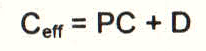 Ceff = PC + D